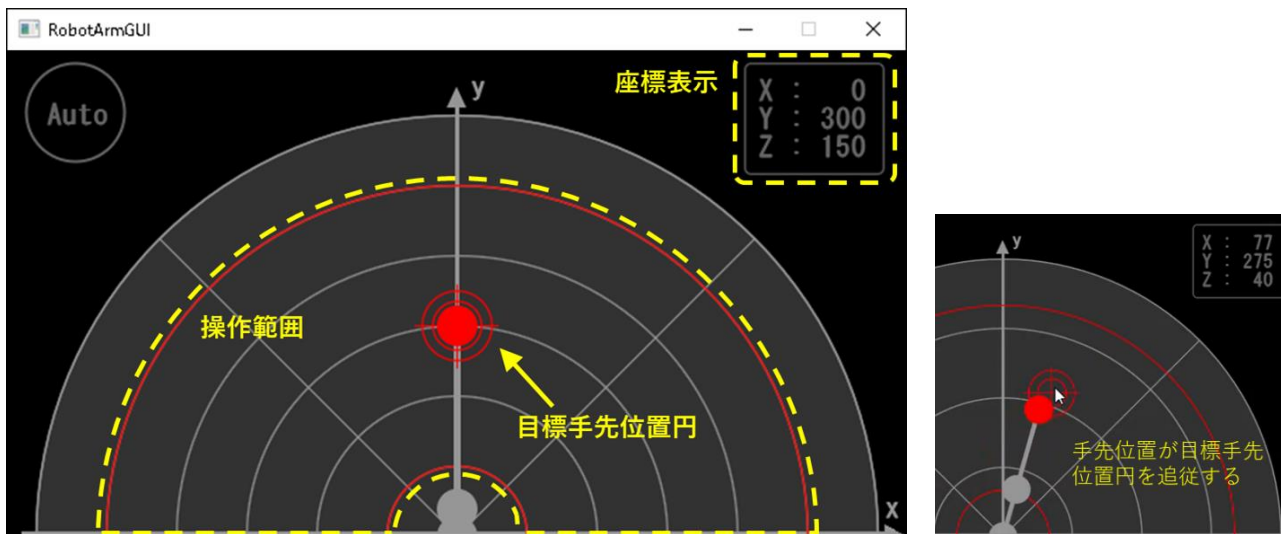 RobotArmGUI
Auto
y
座標表示
X : 0
Y : 300
Z : 150
操作範囲
目標手先位置円
x
y
X : 77
Y : 275
Z : 40
手先位置が目標手先
位置円を追従する